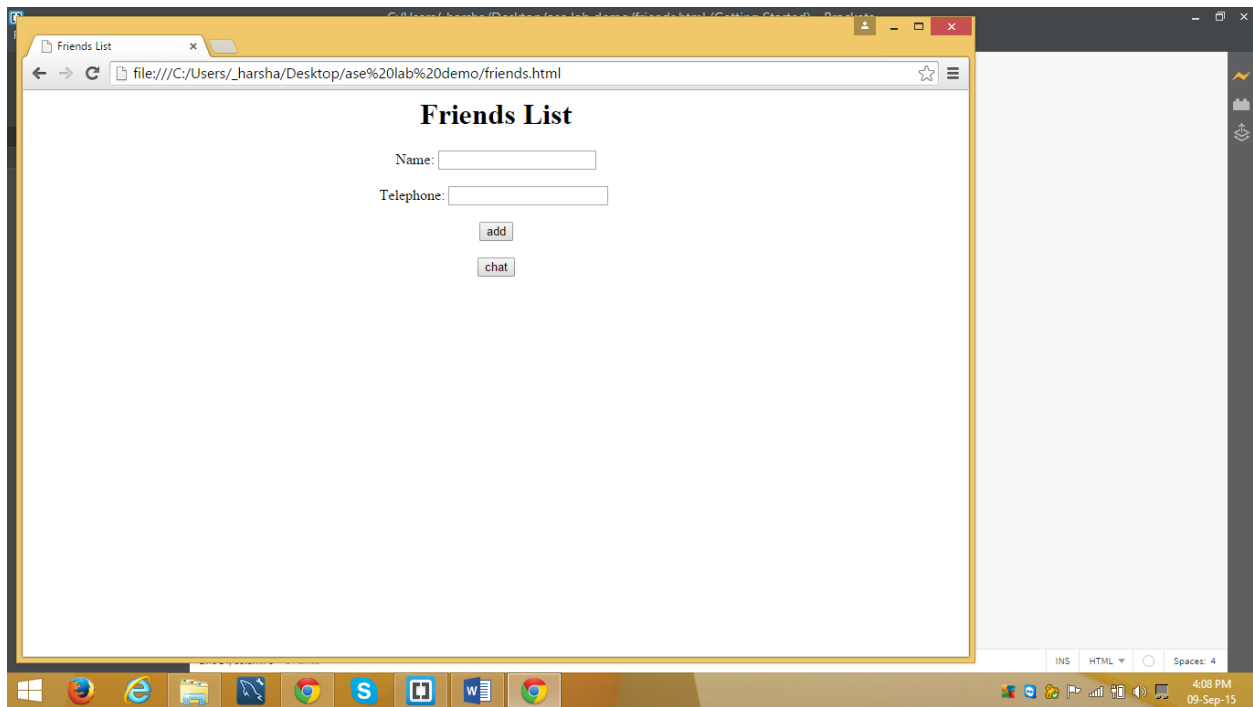 Friends List
file:///C:/Users/_harsha/Desktop/ase%20lab%20demo/friends.html
Friends List
Name:
Telephone:
add
chat
INS HTML Spaces: 4
4:08 PM
09-Sep-15